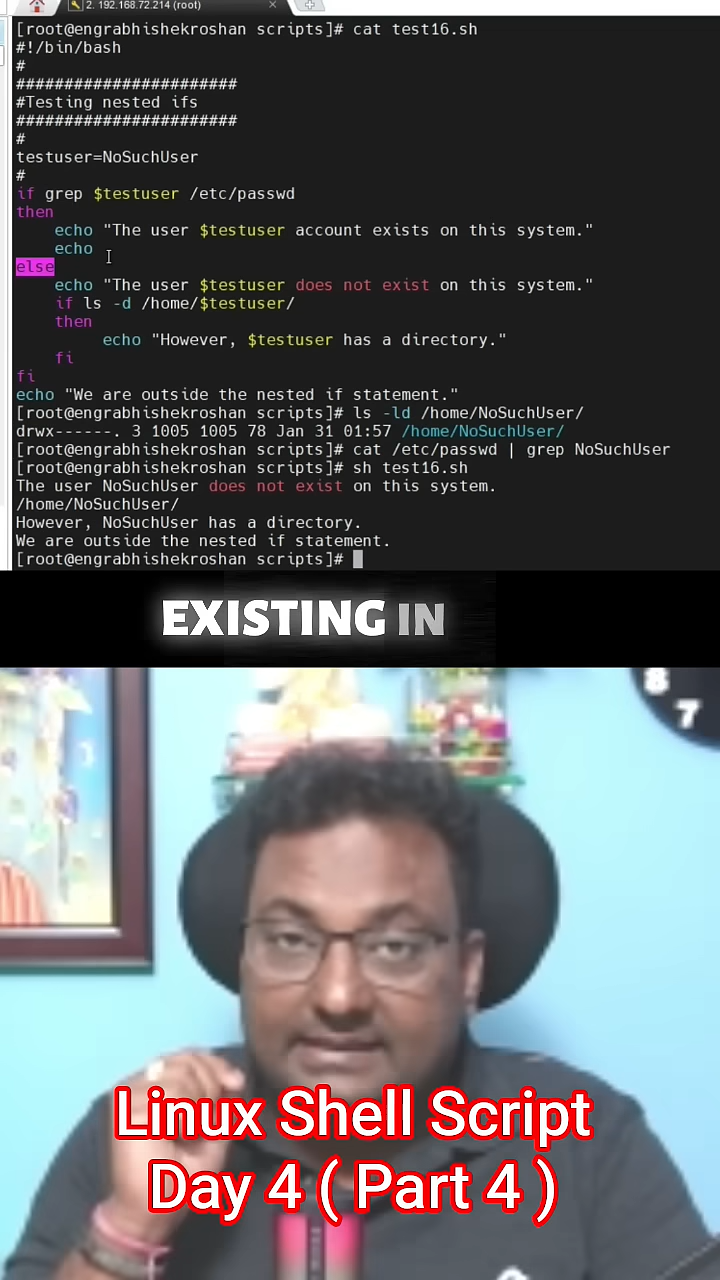 2. 192.168.72.214 (root)
[root@engrabhishekroshan scripts]# cat test16.sh
#!/bin/bash
#
#######################
#Testing nested ifs
#######################
#
testuser=NoSuchUser
#
if grep $testuser /etc/passwd
then
    echo "The user $testuser account exists on this system."
    echo
else
    echo "The user $testuser does not exist on this system."
    if ls -d /home/$testuser/
    then
         echo "However, $testuser has a directory."
    fi
fi
echo "We are outside the nested if statement."
[root@engrabhishekroshan scripts]# ls -ld /home/NoSuchUser/
drwx------. 3 1005 1005 78 Jan 31 01:57 /home/NoSuchUser/
[root@engrabhishekroshan scripts]# cat /etc/passwd | grep NoSuchUser
[root@engrabhishekroshan scripts]# sh test16.sh
The user NoSuchUser does not exist on this system.
/home/NoSuchUser/
However, NoSuchUser has a directory.
We are outside the nested if statement.
[root@engrabhishekroshan scripts]#
EXISTING IN
8
7
Linux Shell Script
Day 4 ( Part 4 )